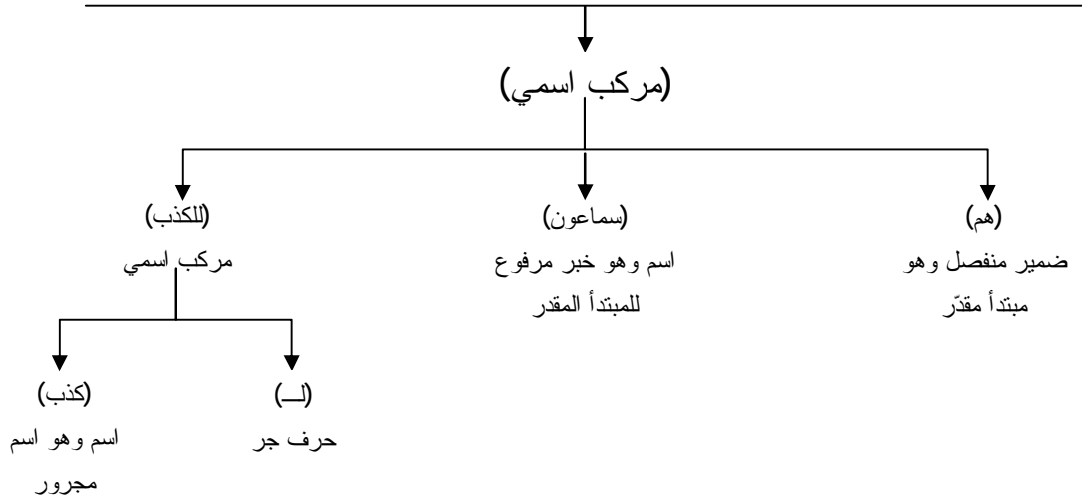 (مركب اسمي)
(هم)
ضمير منفصل وهو
مبتدأ مقدّر
(سماعون)
اسم وهو خبر مرفوع
للمبتدأ المقدر
(للكذب)
مركب اسمي
(لــ)
حرف جر
(كذب)
اسم وهو اسم
مجرور